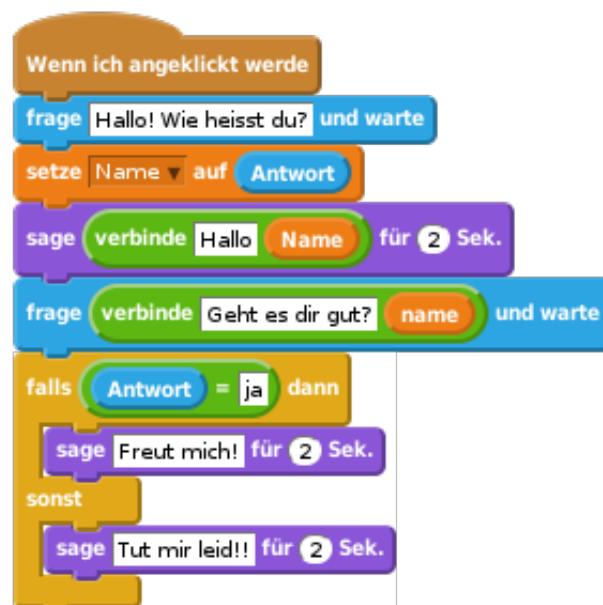 Wenn ich angeklickt werde
frage Hallo! Wie heisst du? und warte
setze Name auf Antwort
sage verbinde Hallo Name für 2 Sek.
frage verbinde Geht es dir gut? name und warte
falls Antwort = ja dann
sage Freut mich! für 2 Sek.
sonst
sage Tut mir leid!! für 2 Sek.